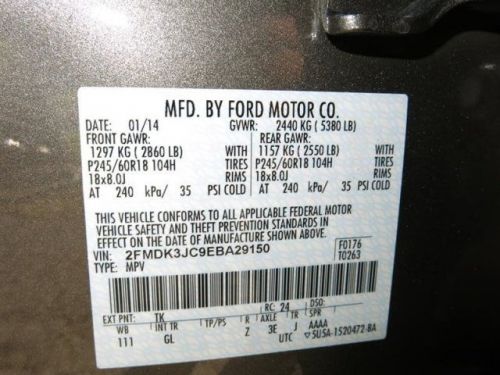 MFD. BY FORD MOTOR CO.
DATE: 01/14 GVWR: 2440 KG ( 5380 LB)
FRONT GAWR: REAR GAWR:
1297 KG ( 2860 LB) WITH 1157 KG ( 2550 LB) WITH
P245/60R18 104H TIRES P245/60R18 104H TIRES
18x8.0J RIMS 18x8.0J RIMS
AT 240 kPa/ 35 PSI COLD AT 240 kPa/ 35 PSI COLD
THIS VEHICLE CONFORMS TO ALL APPLICABLE FEDERAL MOTOR
VEHICLE SAFETY AND THEFT PREVENTION STANDARDS IN
EFFECT ON THE DATE OF MANUFACTURE SHOWN ABOVE.
VIN: 2FMDK3JC9EBA29150 F0176
TYPE: MPV T0263
EXT PNT: TK RC: 24 DSO:
WB INT TR TP/PS R AXLE TR SPR
111 GL Z 3E J AAAA
UTC 5U5A-1520472-BA